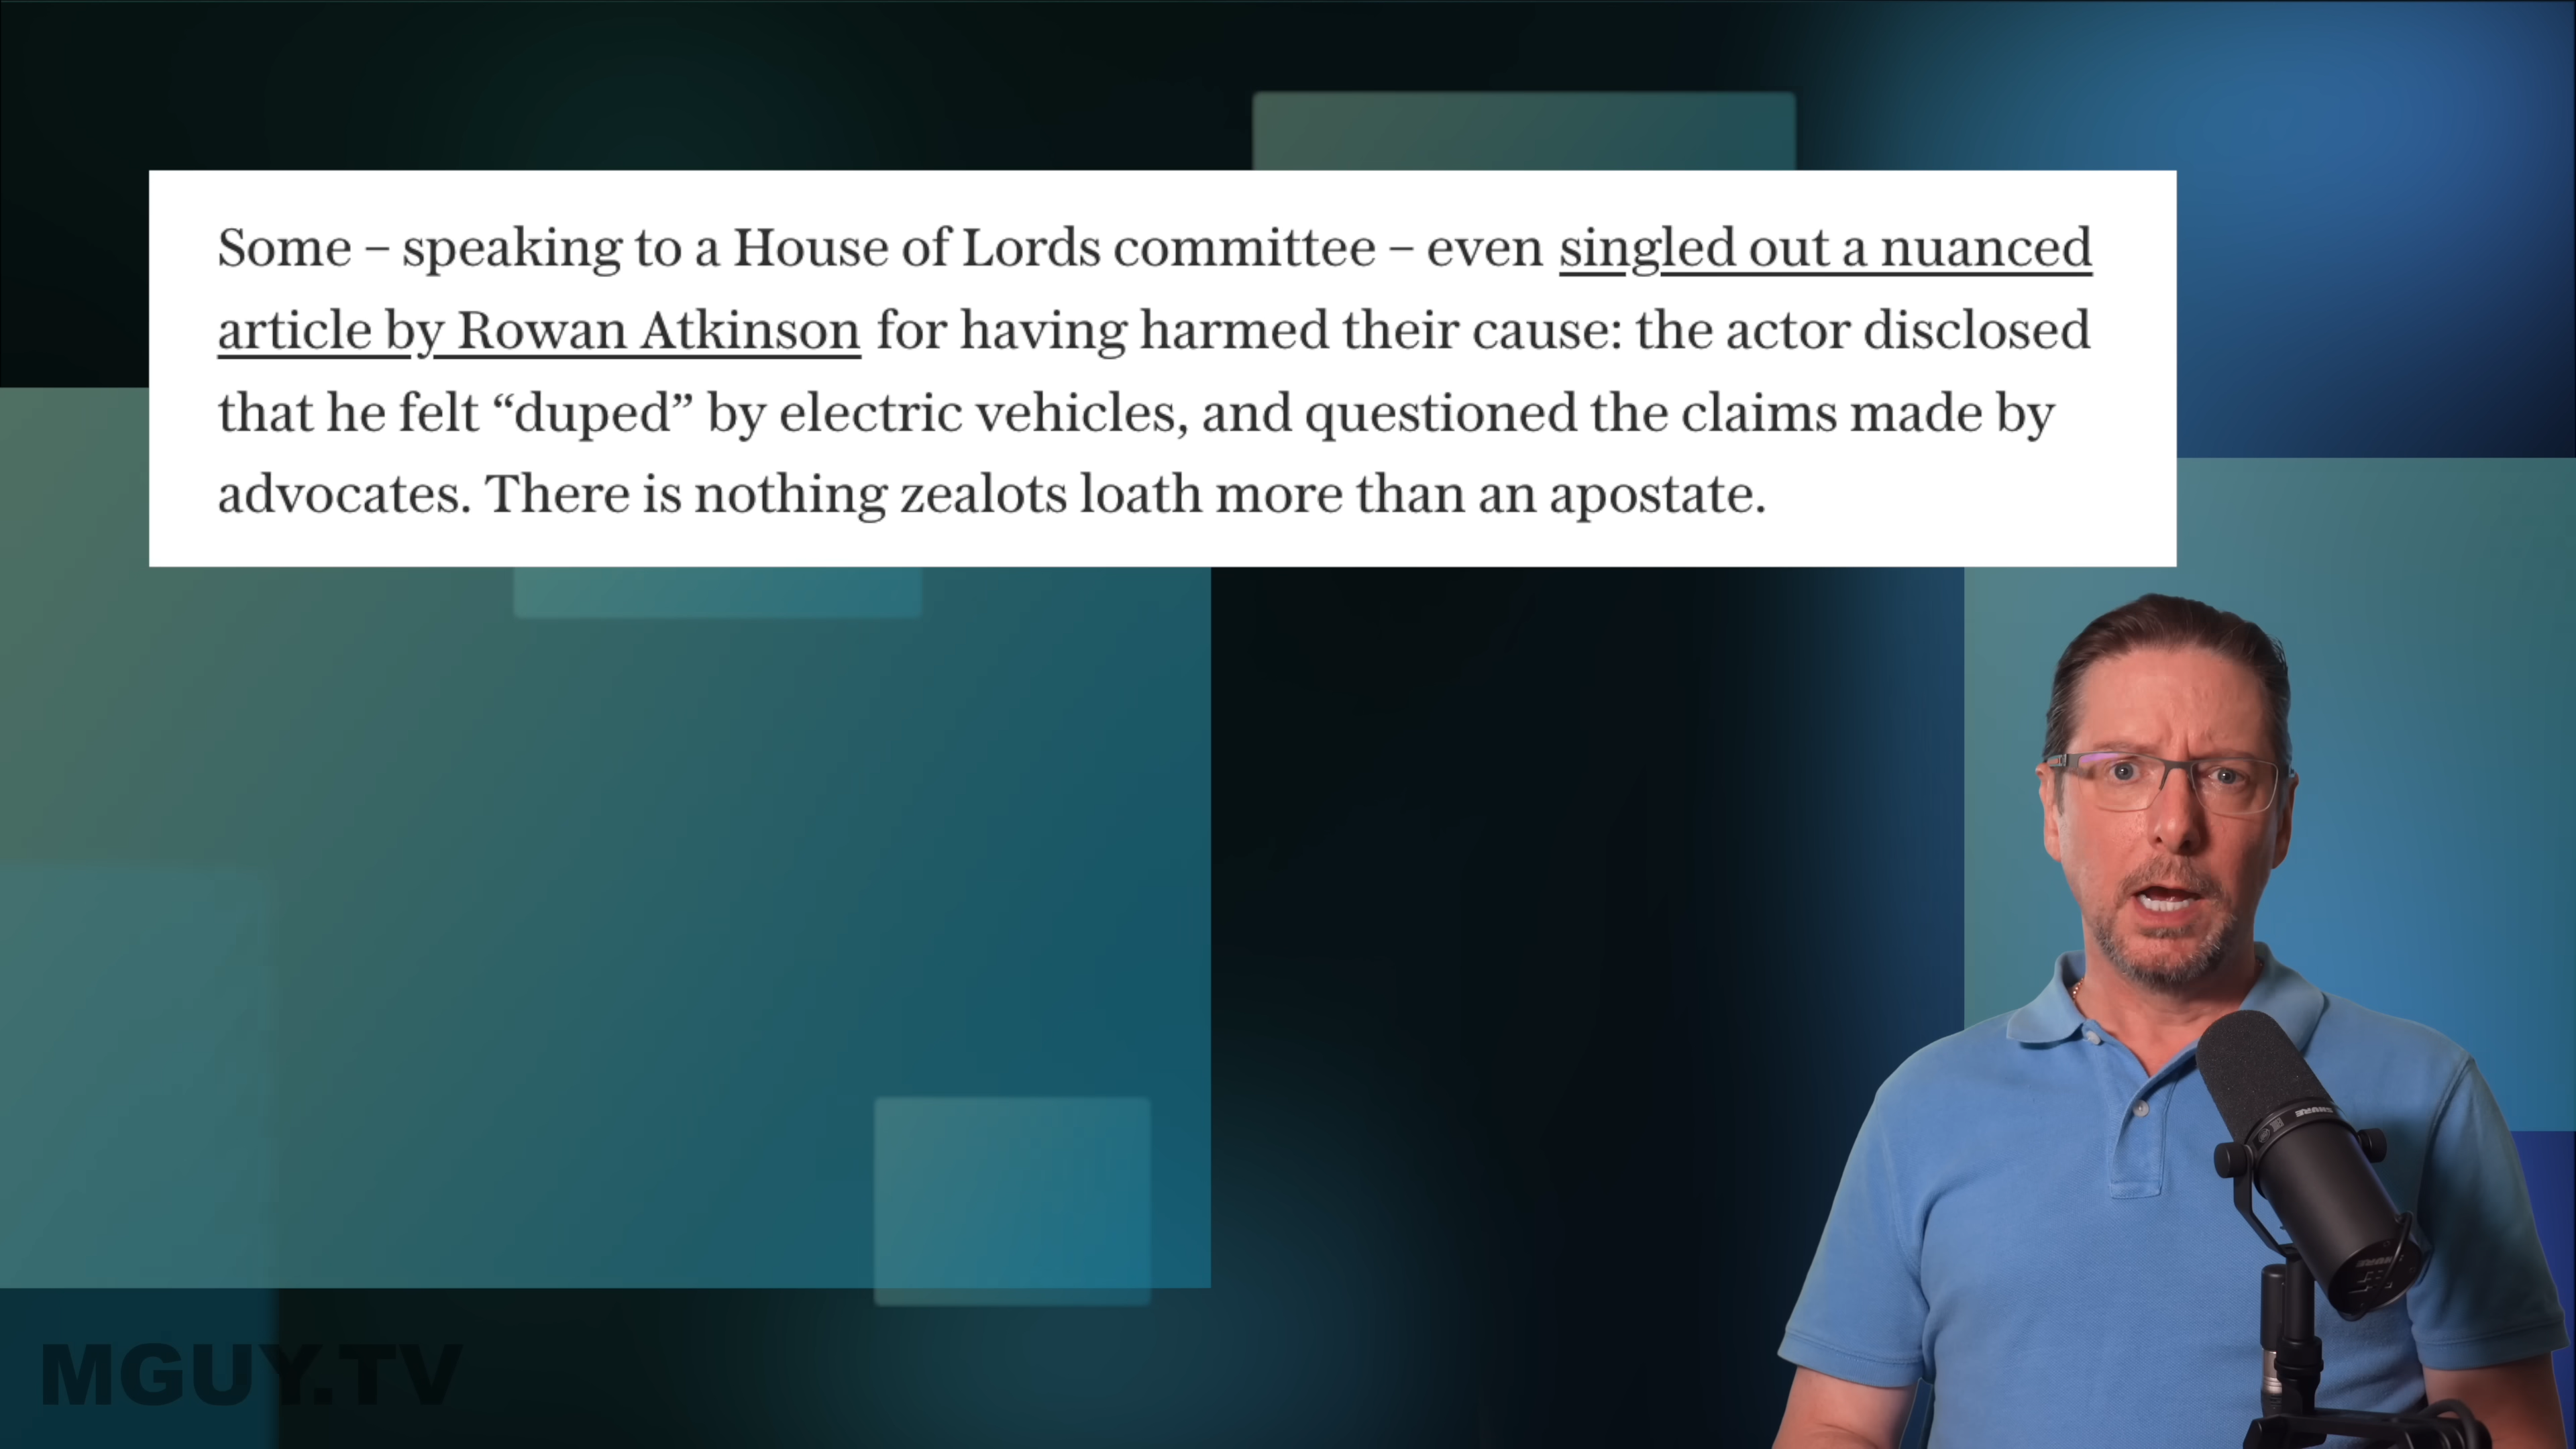 Some – speaking to a House of Lords committee – even singled out a nuanced
article by Rowan Atkinson for having harmed their cause: the actor disclosed
that he felt “duped” by electric vehicles, and questioned the claims made by
advocates. There is nothing zealots loath more than an apostate.
SHURE
MGUY.TV